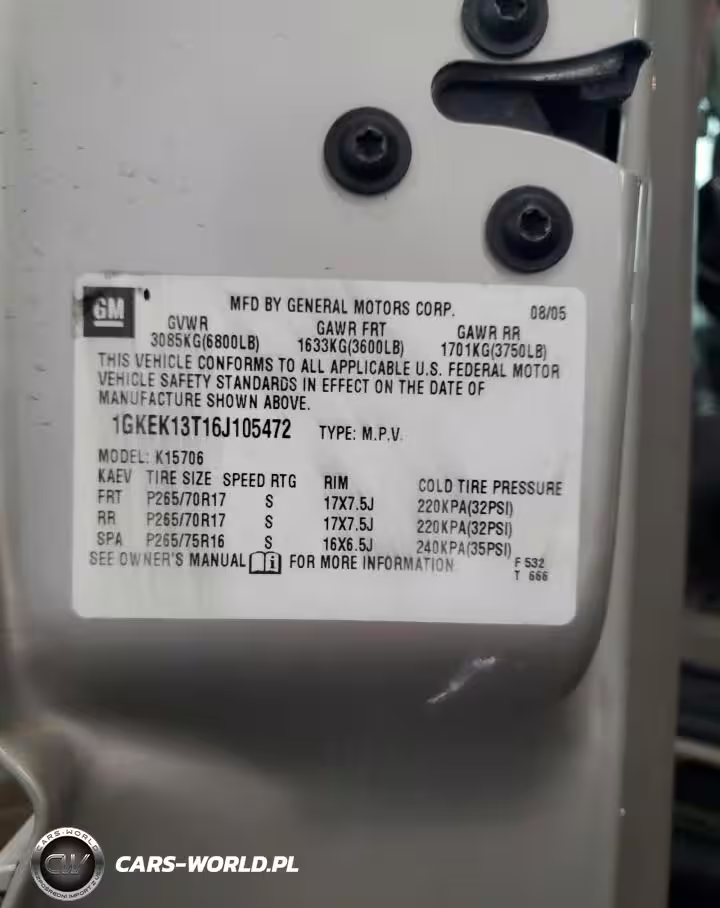 GM
MFD BY GENERAL MOTORS CORP. 08/05
GVWR GAWR FRT GAWR RR
3085KG(6800LB) 1633KG(3600LB) 1701KG(3750LB)
THIS VEHICLE CONFORMS TO ALL APPLICABLE U.S. FEDERAL MOTOR
VEHICLE SAFETY STANDARDS IN EFFECT ON THE DATE OF
MANUFACTURE SHOWN ABOVE.
1GKEK13T16J105472 TYPE: M.P.V.
MODEL: K15706
KAEV TIRE SIZE SPEED RTG RIM COLD TIRE PRESSURE
FRT P265/70R17 S 17X7.5J 220KPA(32PSI)
RR P265/70R17 S 17X7.5J 220KPA(32PSI)
SPA P265/75R16 S 16X6.5J 240KPA(35PSI)
SEE OWNER'S MANUAL i FOR MORE INFORMATION
F 532
T 666
CARS-WORLD
CW
CARS-WORLD.PL